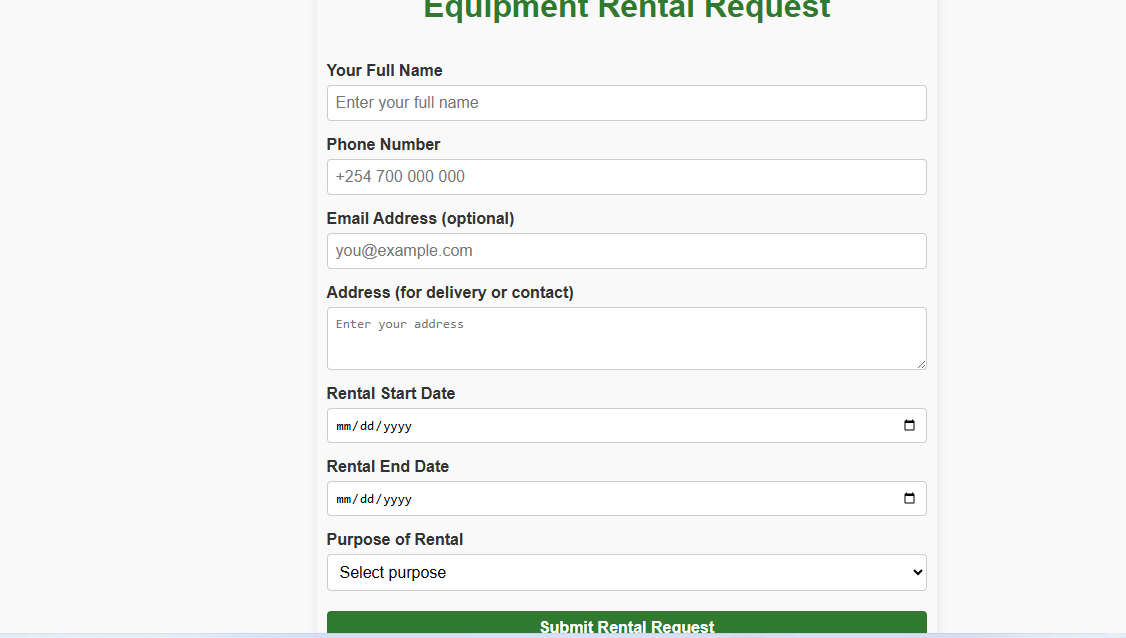 Equipment Rental Request
Your Full Name
Enter your full name
Phone Number
+254 700 000 000
Email Address (optional)
you@example.com
Address (for delivery or contact)
Enter your address
Rental Start Date
mm/dd/yyyy
Rental End Date
mm/dd/yyyy
Purpose of Rental
Select purpose
Submit Rental Request